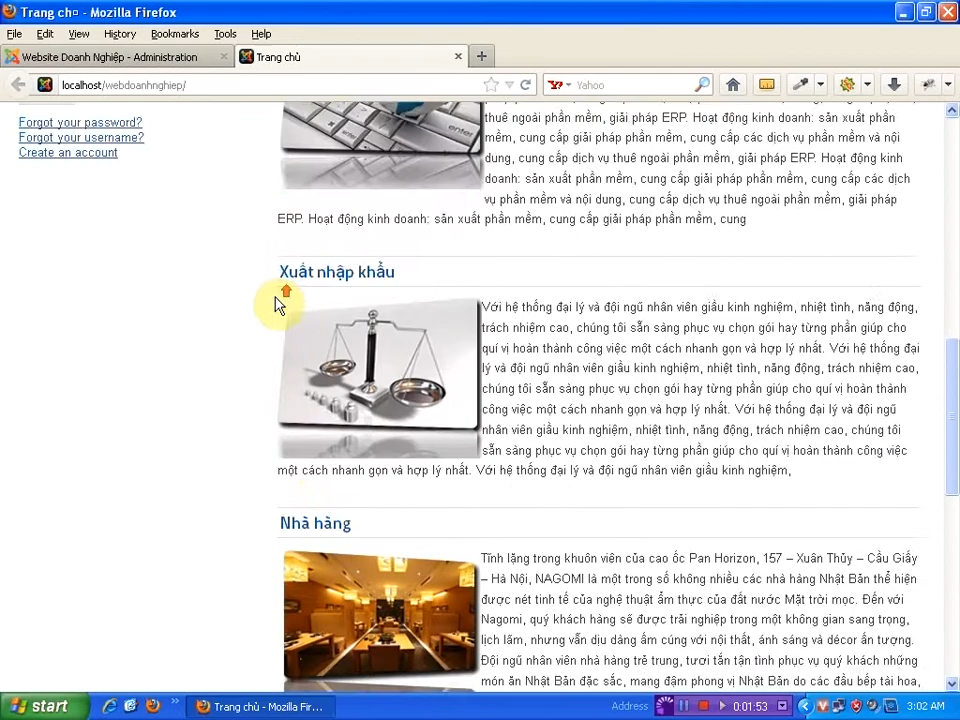 Trang ch¤ - Mozilla Firefox
File Edit View History Bookmarks Tools Help
Website Doanh Nghiệp - Administration
Trang chủ
localhost/webdoanhnghiep/
Yahoo
Forgot your password?
Forgot your username?
Create an account
thuê ngoài phần mềm, giải pháp ERP. Hoạt động kinh doanh: sản xuất phần
mềm, cung cấp giải pháp phần mềm, cung cấp các dịch vụ phần mềm và nội
dung, cung cấp dịch vụ thuê ngoài phần mềm, giải pháp ERP. Hoạt động kinh
doanh: sản xuất phần mềm, cung cấp giải pháp phần mềm, cung cấp các dịch
vụ phần mềm và nội dung, cung cấp dịch vụ thuê ngoài phần mềm, giải pháp
ERP. Hoạt động kinh doanh: sản xuất phần mềm, cung cấp giải pháp phần mềm, cung
enter
Xuất nhập khẩu
Với hệ thống đại lý và đội ngũ nhân viên giầu kinh nghiệm, nhiệt tình, năng động,
trách nhiệm cao, chúng tôi sẵn sàng phục vụ chọn gói hay từng phần giúp cho
quí vị hoàn thành công việc một cách nhanh gọn và hợp lý nhất. Với hệ thống đại
lý và đội ngũ nhân viên giầu kinh nghiệm, nhiệt tình, năng động, trách nhiệm cao,
chúng tôi sẵn sàng phục vụ chọn gói hay từng phần giúp cho quí vị hoàn thành
công việc một cách nhanh gọn và hợp lý nhất. Với hệ thống đại lý và đội ngũ
nhân viên giầu kinh nghiệm, nhiệt tình, năng động, trách nhiệm cao, chúng tôi
sẵn sàng phục vụ chọn gói hay từng phần giúp cho quí vị hoàn thành công việc
một cách nhanh gọn và hợp lý nhất. Với hệ thống đại lý và đội ngũ nhân viên giầu kinh nghiệm,
Nhà hàng
Tĩnh lặng trong khuôn viên của cao ốc Pan Horizon, 157 – Xuân Thủy – Cầu Giấy
– Hà Nội, NAGOMI là một trong số không nhiều các nhà hàng Nhật Bản thể hiện
được nét tinh tế của nghệ thuật ẩm thực của đất nước Mặt trời mọc. Đến với
Nagomi, quý khách hàng sẽ được trải nghiệp trong một không gian sang trọng,
lịch lãm, nhưng vẫn dịu dàng ấm cúng với nội thất, ánh sáng và décor ấn tượng.
Đội ngũ nhân viên nhà hàng trẻ trung, tươi tắn tận tình phục vụ quý khách những
món ăn Nhật Bản đặc sắc, mang đậm phong vị Nhật Bản do các đầu bếp tài hoa,
start
Trang chủ - Mozilla Fir...
Address
0:01:53
3:02 AM